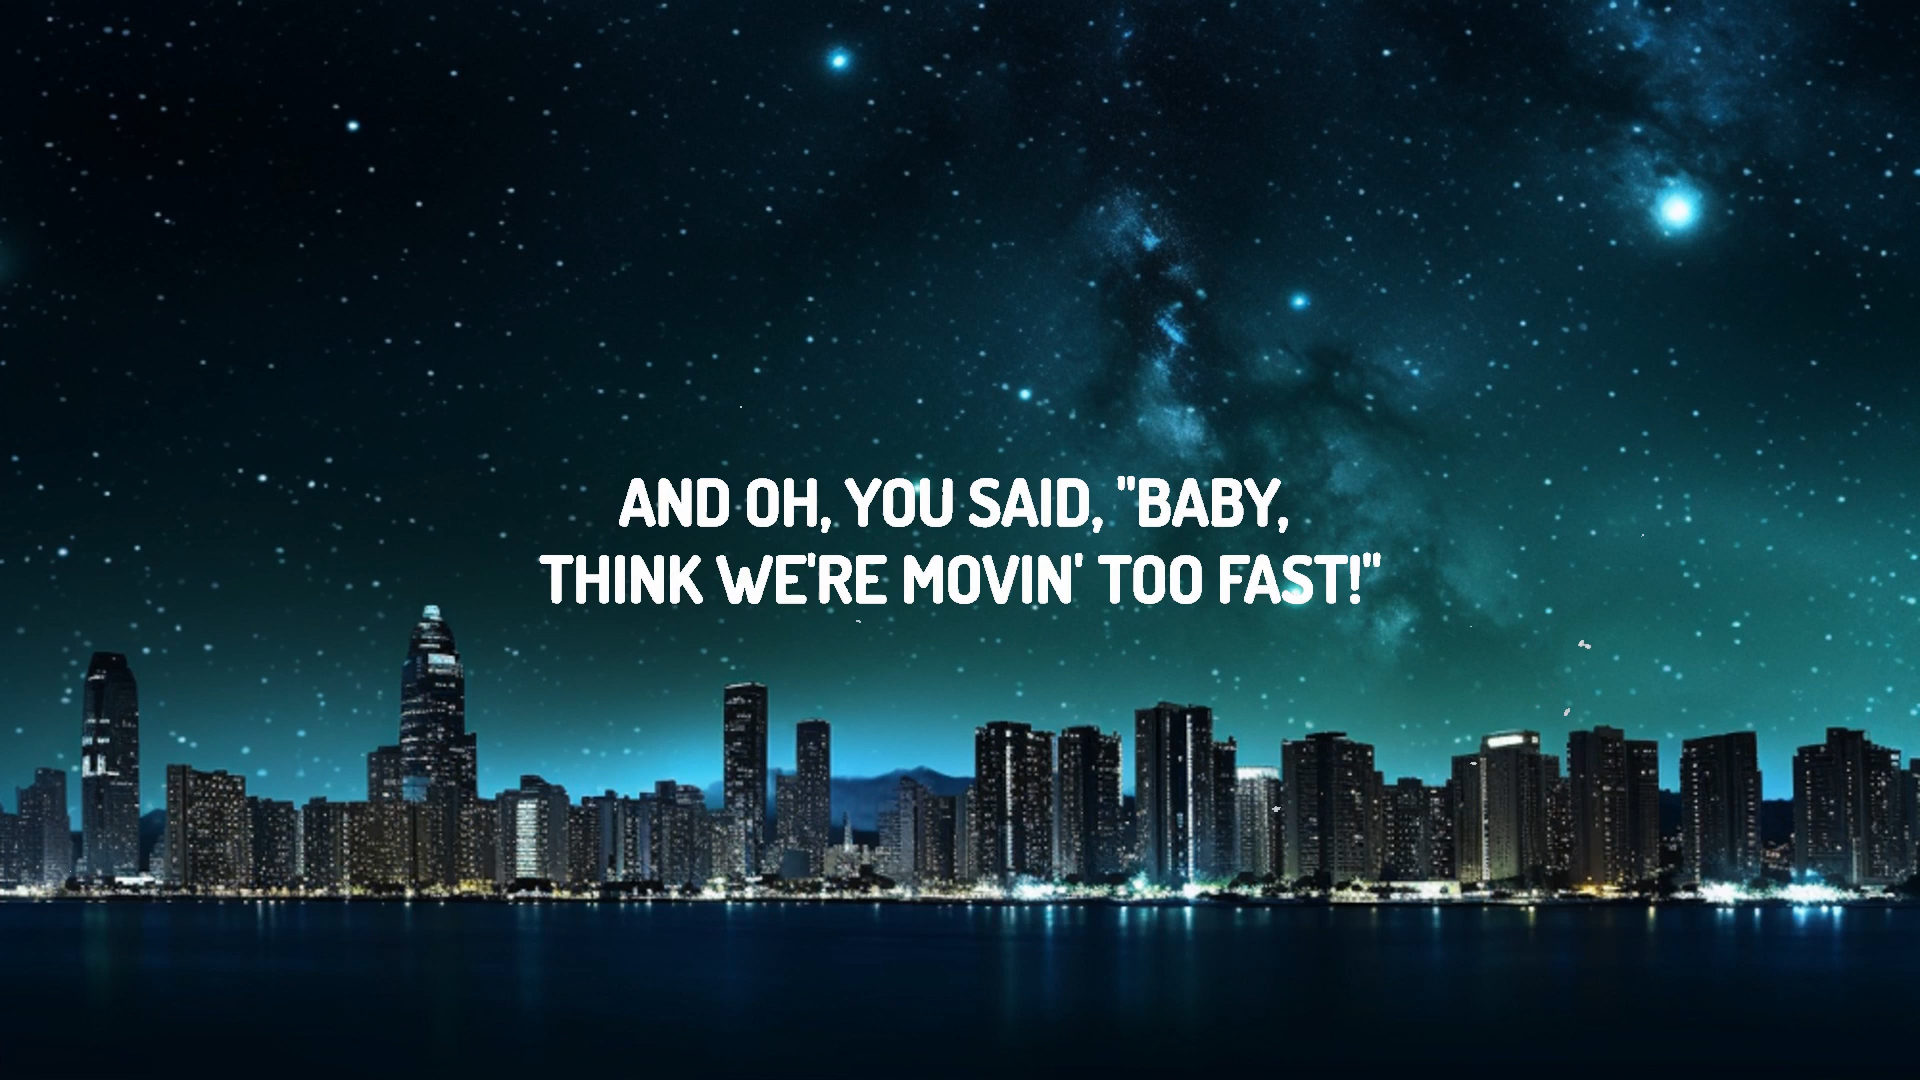 AND OH, YOU SAID, "BABY,
THINK WE'RE MOVIN' TOO FAST!"